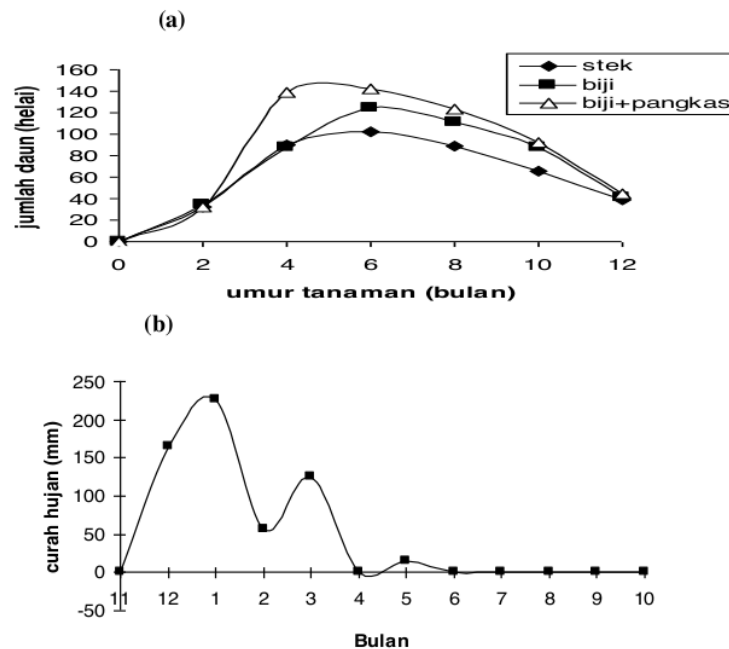 (a)
jumlah daun (helai)
160
140
120
100
80
60
40
20
0
0 2 4 6 8 10 12
umur tanaman (bulan)
stek
biji
biji+pangkas
(b)
curah hujan (mm)
250
200
150
100
50
0
-50
11 12 1 2 3 4 5 6 7 8 9 10
Bulan